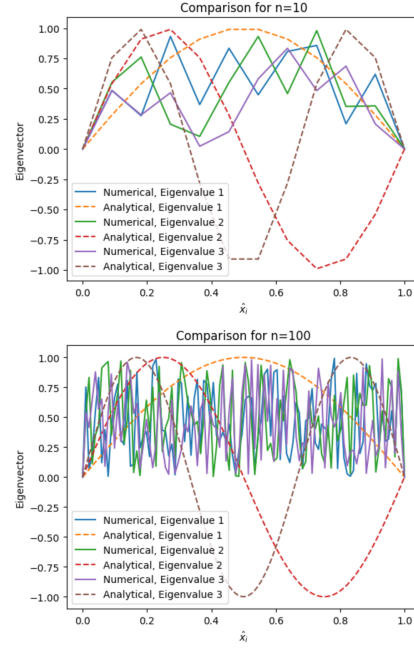 Comparison for n=10
1.00
0.75
0.50
0.25
0.00
-0.25
-0.50
-0.75
-1.00
Eigenvector
Numerical, Eigenvalue 1
Analytical, Eigenvalue 1
Numerical, Eigenvalue 2
Analytical, Eigenvalue 2
Numerical, Eigenvalue 3
Analytical, Eigenvalue 3
0.0 0.2 0.4 0.6 0.8 1.0
x̂ᵢ
Comparison for n=100
1.00
0.75
0.50
0.25
0.00
-0.25
-0.50
-0.75
-1.00
Eigenvector
Numerical, Eigenvalue 1
Analytical, Eigenvalue 1
Numerical, Eigenvalue 2
Analytical, Eigenvalue 2
Numerical, Eigenvalue 3
Analytical, Eigenvalue 3
0.0 0.2 0.4 0.6 0.8 1.0
x̂ᵢ